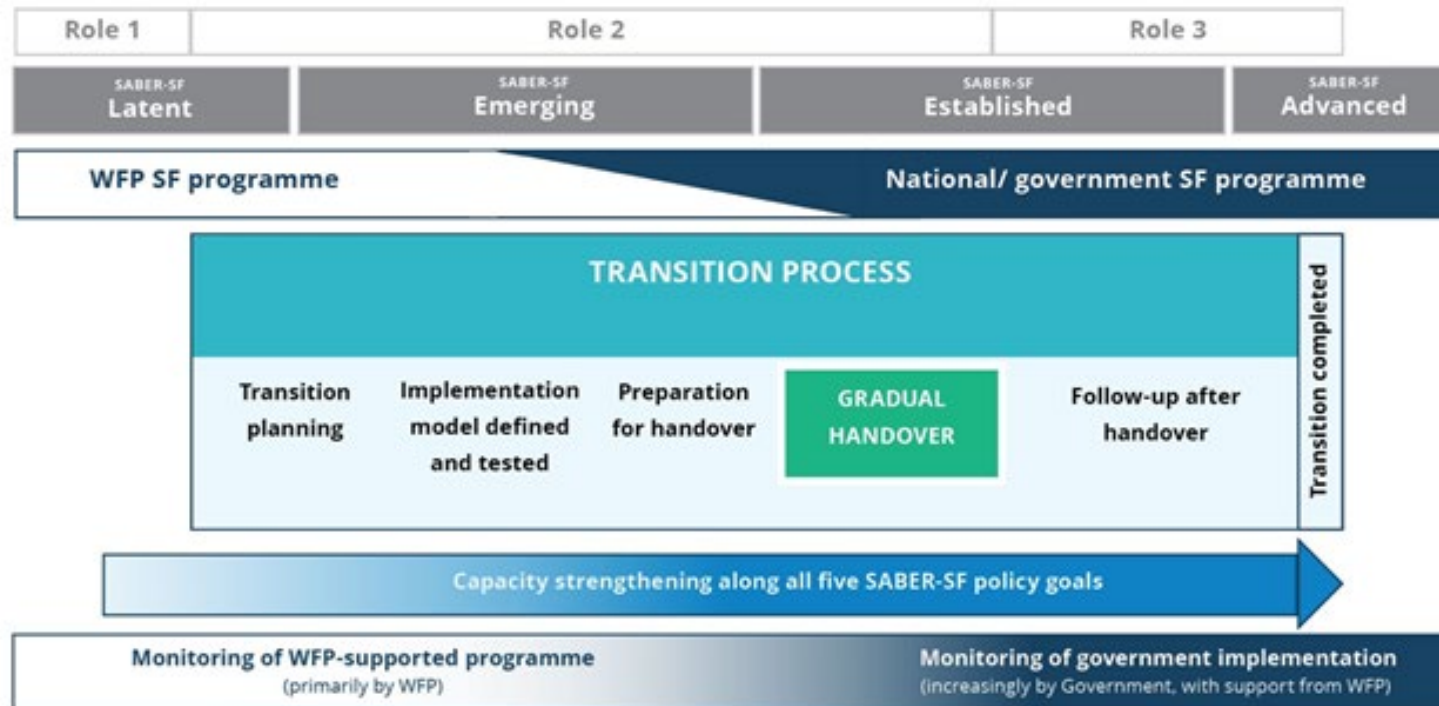 Role 1
Role 2
Role 3
SABER-SF
Latent
SABER-SF
Emerging
SABER-SF
Established
SABER-SF
Advanced
WFP SF programme
National/ government SF programme
TRANSITION PROCESS
Transition
planning
Implementation
model defined
and tested
Preparation
for handover
GRADUAL
HANDOVER
Follow-up after
handover
Transition completed
Capacity strengthening along all five SABER-SF policy goals
Monitoring of WFP-supported programme
(primarily by WFP)
Monitoring of government implementation
(increasingly by Government, with support from WFP)